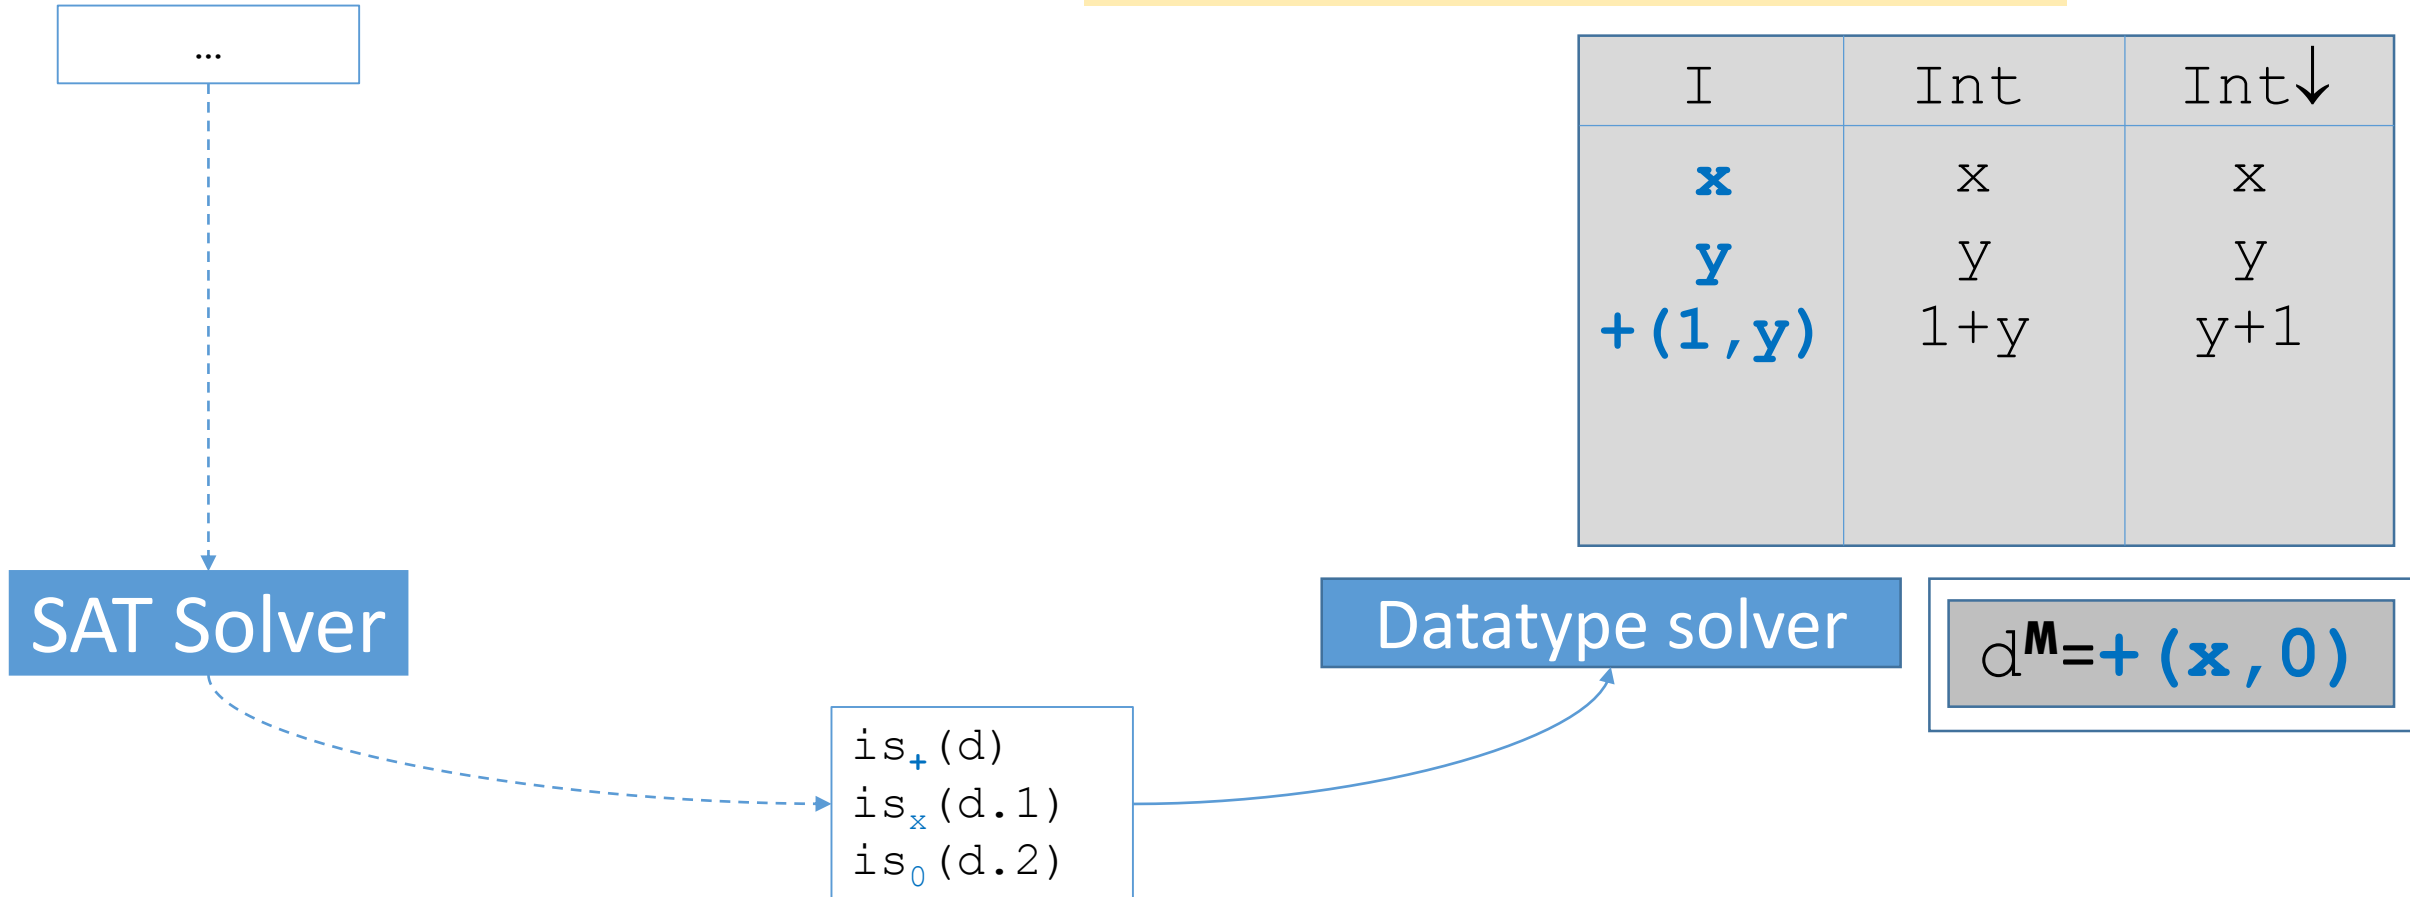 …
I Int Int↓
x x x
y y y
+(1,y) 1+y y+1
SAT Solver
Datatype solver
dᴹ=+(x,0)
is₊(d)
isₓ(d.1)
is₀(d.2)